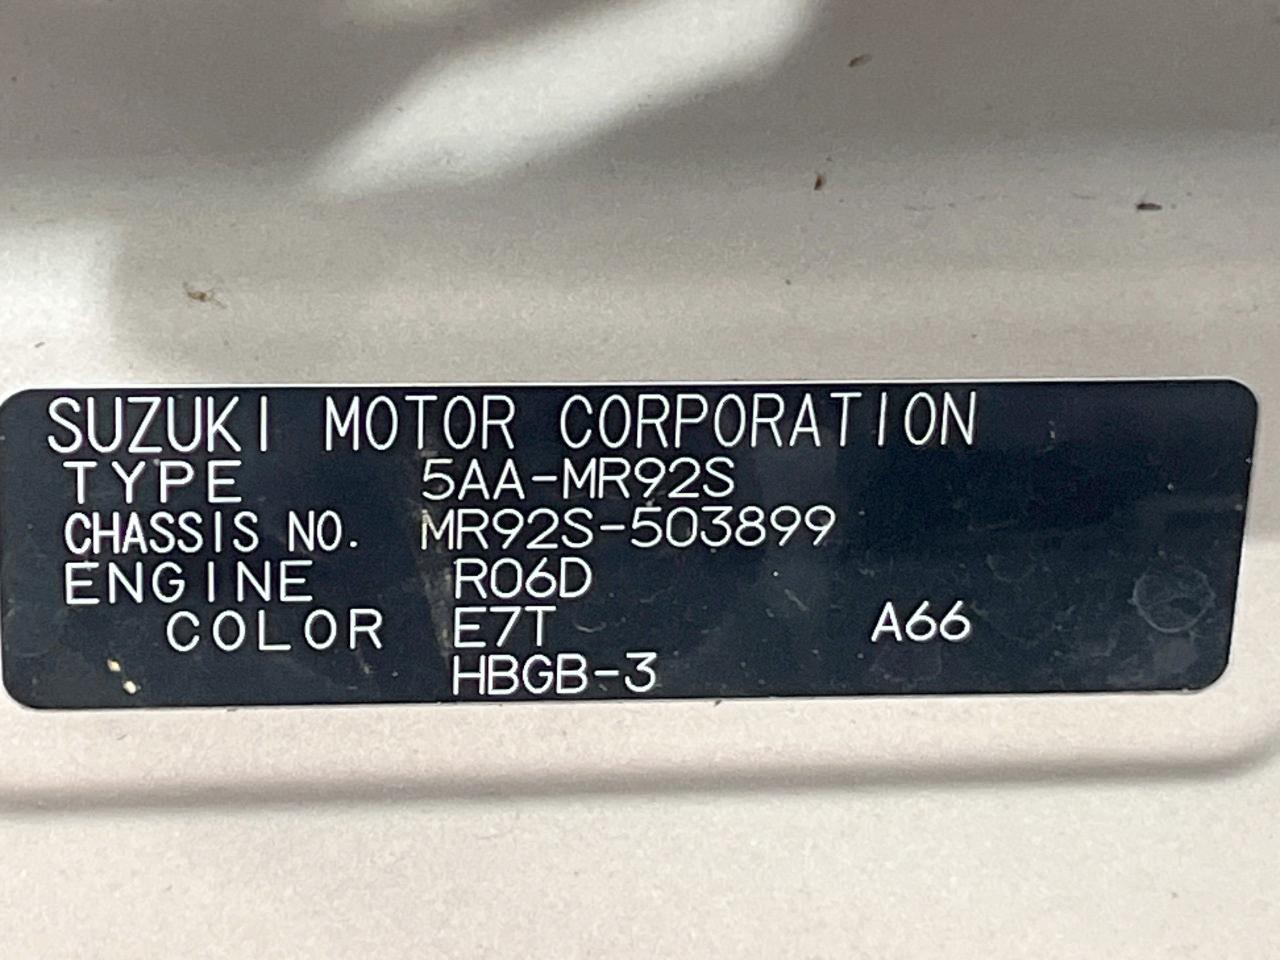 SUZUKI MOTOR CORPORATION
TYPE 5AA-MR92S
CHASSIS NO. MR92S-503899
ENGINE R06D
COLOR E7T A66
HBGB-3